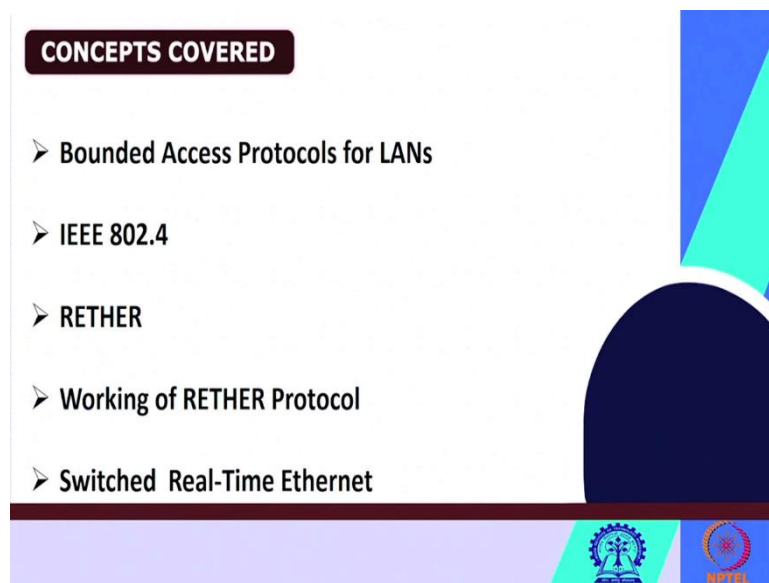 CONCEPTS COVERED
➢ Bounded Access Protocols for LANs
➢ IEEE 802.4
➢ RETHER
➢ Working of RETHER Protocol
➢ Switched Real-Time Ethernet
NPTEL